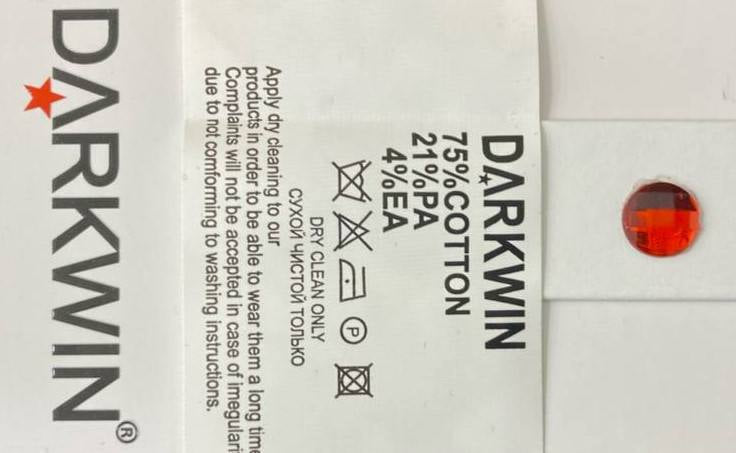 DARKWIN
75%COTTON
21%PA
4%EA
P
DRY CLEAN ONLY
СУХОЙ ЧИСТОЙ ТОЛЬКО
Apply dry cleaning to our
products in order to be able to wear them a long time
Complaints will not be accepted in case of imegulari
due to not comforming to washing instructions.
DARKWIN®